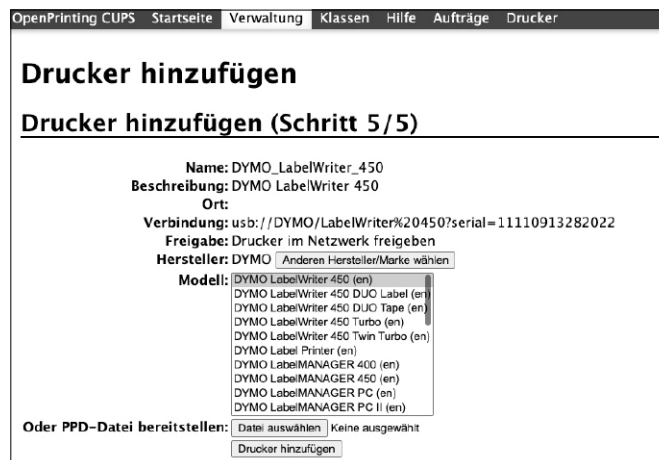 OpenPrinting CUPS Startseite Verwaltung Klassen Hilfe Aufträge Drucker
Drucker hinzufügen
Drucker hinzufügen (Schritt 5/5)
Name: DYMO_LabelWriter_450
Beschreibung: DYMO LabelWriter 450
Ort:
Verbindung: usb://DYMO/LabelWriter%20450?serial=11110913282022
Freigabe: Drucker im Netzwerk freigeben
Hersteller: DYMO Anderen Hersteller/Marke wählen
Modell: DYMO LabelWriter 450 (en)
DYMO LabelWriter 450 DUO Label (en)
DYMO LabelWriter 450 DUO Tape (en)
DYMO LabelWriter 450 Turbo (en)
DYMO LabelWriter 450 Twin Turbo (en)
DYMO Label Printer (en)
DYMO LabelMANAGER 400 (en)
DYMO LabelMANAGER 450 (en)
DYMO LabelMANAGER PC (en)
DYMO LabelMANAGER PC II (en)
Oder PPD-Datei bereitstellen: Datei auswählen Keine ausgewählt
Drucker hinzufügen